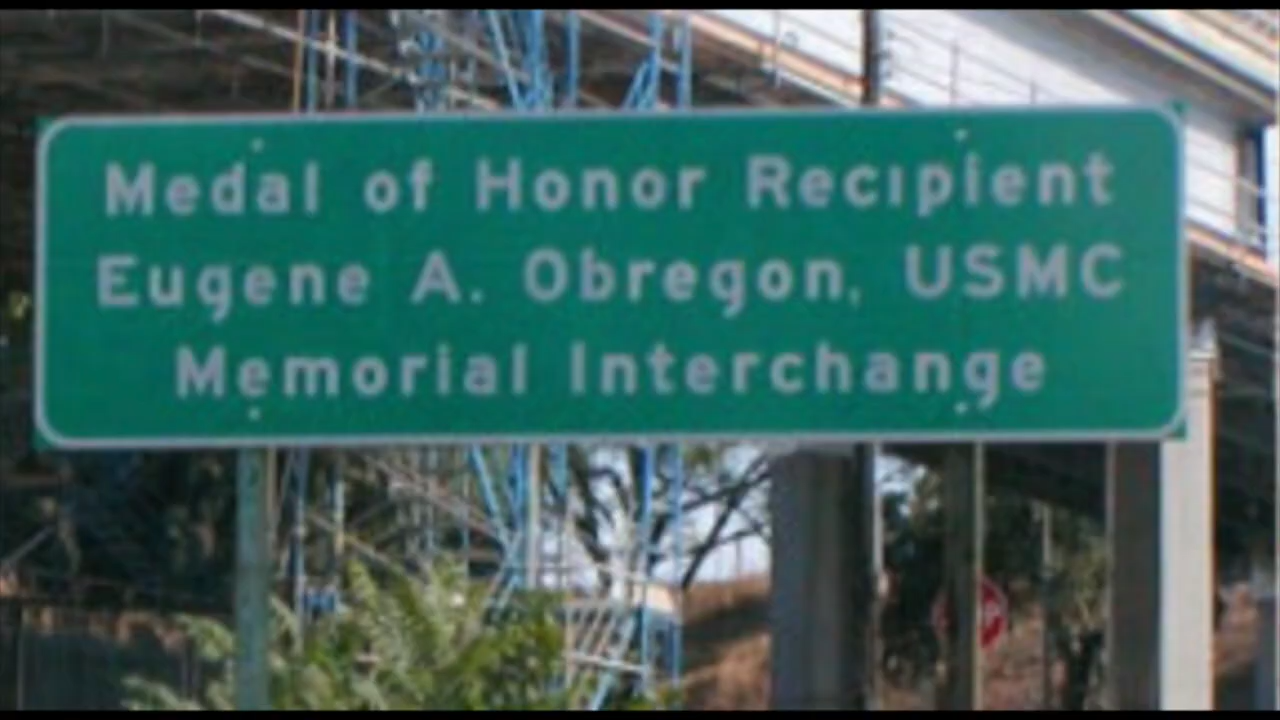 Medal of Honor Recipient
Eugene A. Obregon, USMC
Memorial Interchange